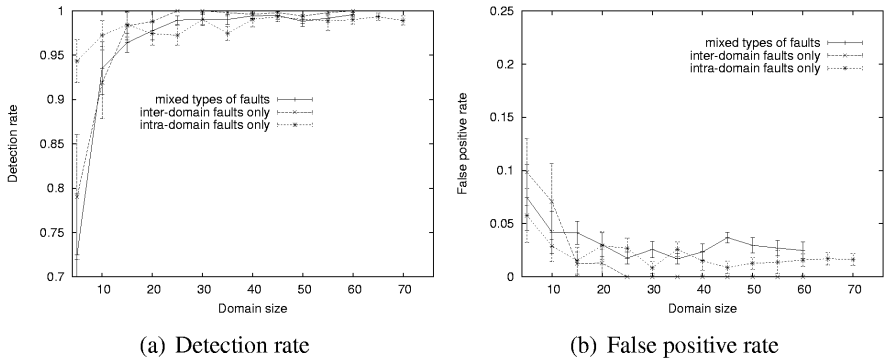 1
0.95
0.9
0.85
0.8
0.75
0.7
Detection rate
mixed types of faults
inter-domain faults only
intra-domain faults only
10 20 30 40 50 60 70
Domain size
(a) Detection rate
0.25
0.2
0.15
0.1
0.05
0
False positive rate
mixed types of faults
inter-domain faults only
intra-domain faults only
10 20 30 40 50 60 70
Domain size
(b) False positive rate